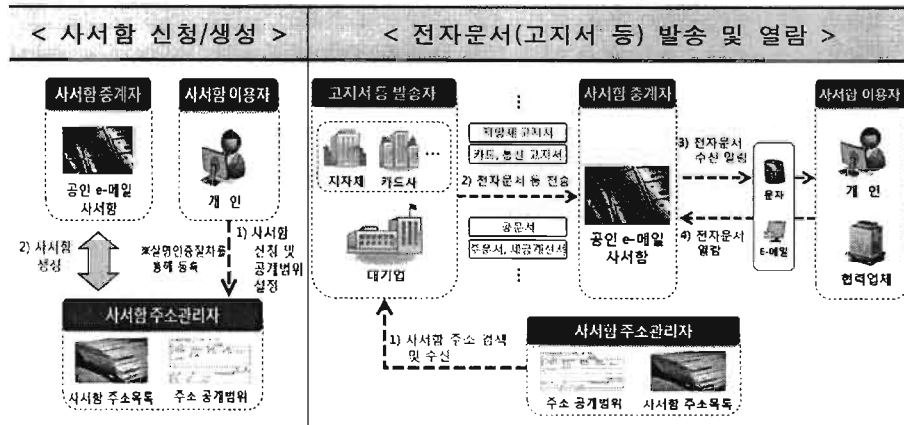 < 사서함 신청/생성 >
사서함 중계자
사서함 이용자
공인 e-메일
사서함
개 인
2) 사서함
생성
※실명인증절차를
통해 등록
1) 사서함
신청 및
공개범위
설정
사서함 주소관리자
사서함 주소목록
주소 공개범위
< 전자문서(고지서 등) 발송 및 열람 >
고지서 등 발송자
지자체
카드사
...
대기업
지방세 고지서
카드, 통신 고지서
2) 전자문서 등 전송
공문서
주문서, 세금계산서
사서함 중계자
공인 e-메일
사서함
3) 전자문서
수신 알림
4) 전자문서
열람
문자
E-메일
사서함 이용자
개 인
협력업체
1) 사서함 주소 검색
및 수신
사서함 주소관리자
주소 공개범위
사서함 주소목록